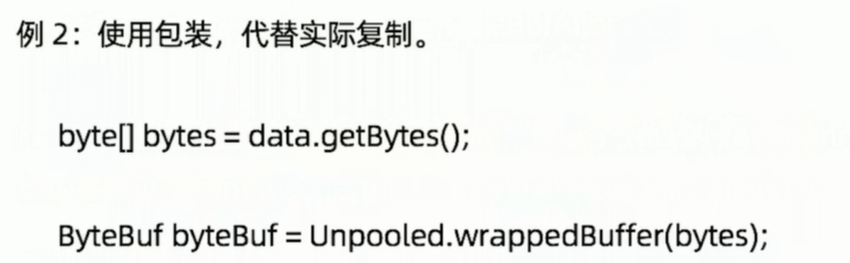 例 2：使用包装，代替实际复制。
byte[] bytes = data.getBytes();
ByteBuf byteBuf = Unpooled.wrappedBuffer(bytes);